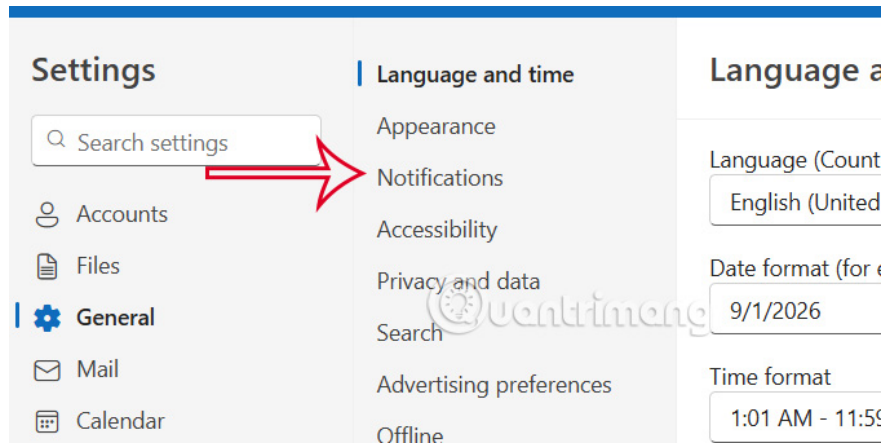 Settings
Search settings
Accounts
Files
General
Mail
Calendar
Language and time
Appearance
Notifications
Accessibility
Privacy and data
Search
Advertising preferences
Offline
Language a
Language (Count
English (United
Date format (for e
9/1/2026
Time format
1:01 AM - 11:59
Quantrimang